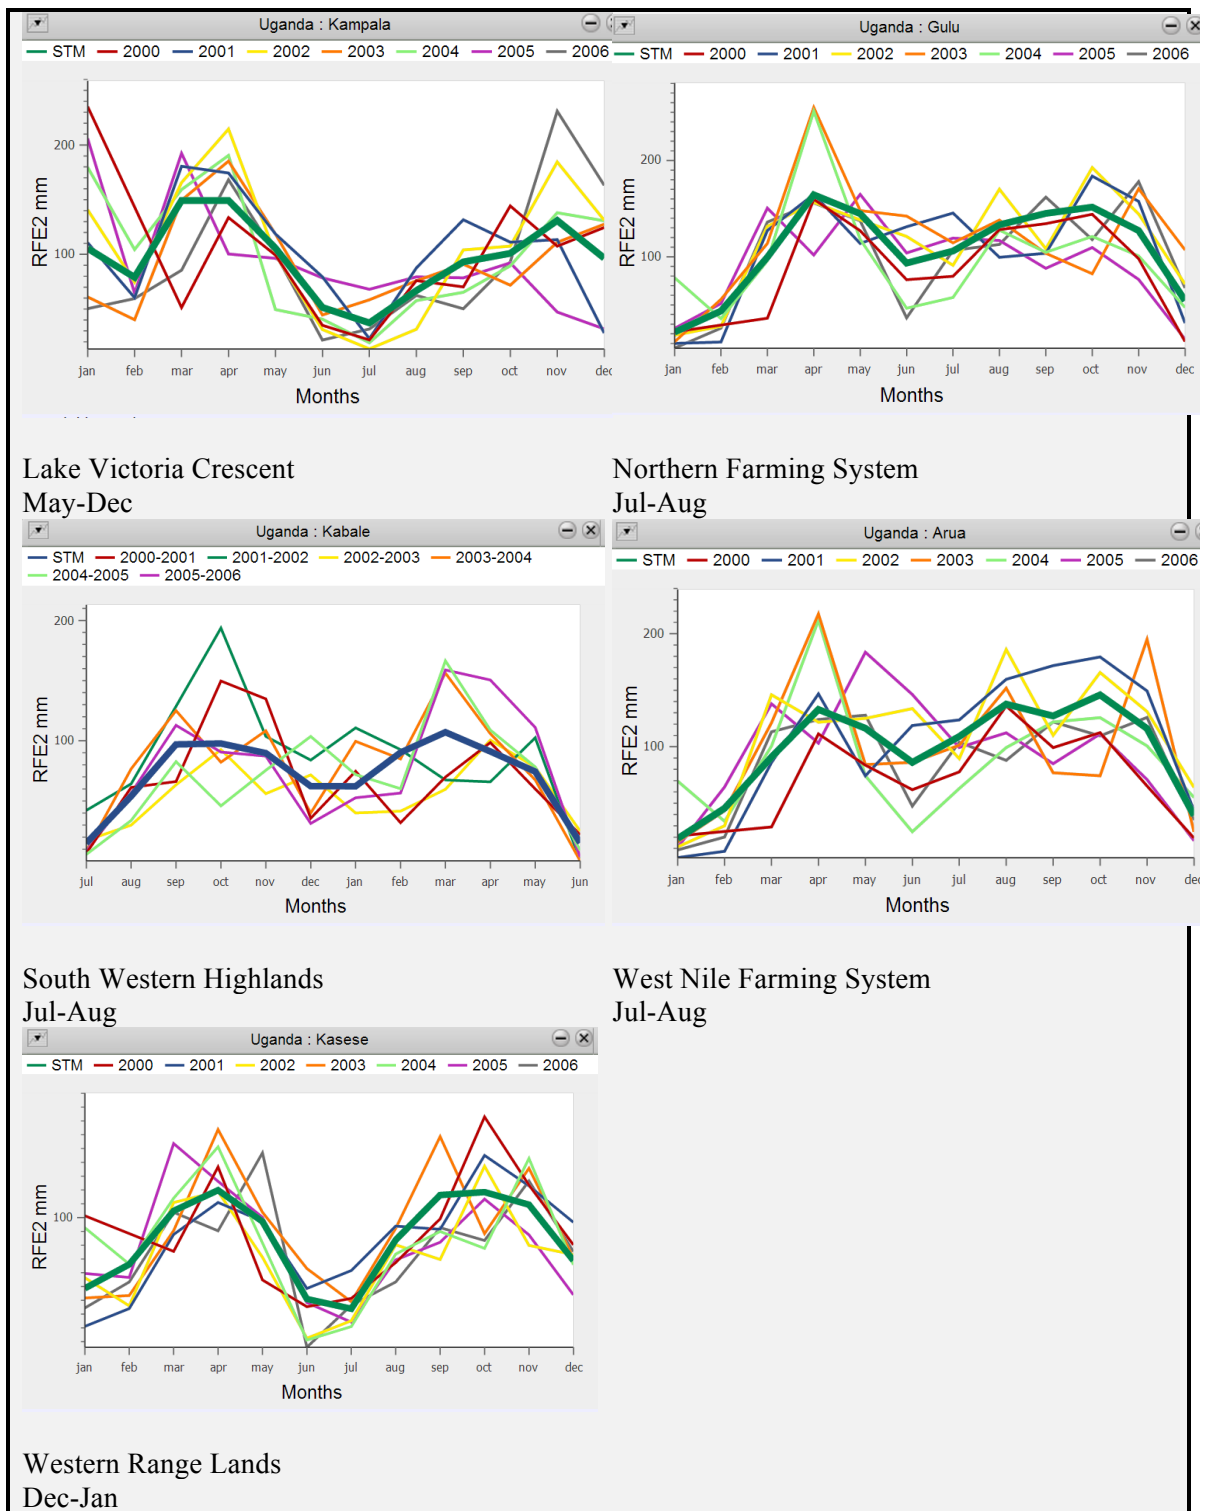 Uganda : Kampala
STM 2000 2001 2002 2003 2004 2005 2006
200
100
RFE2 mm
jan feb mar apr may jun jul aug sep oct nov dec
Months
Uganda : Gulu
STM 2000 2001 2002 2003 2004 2005 2006
200
100
RFE2 mm
jan feb mar apr may jun jul aug sep oct nov dec
Months
Lake Victoria Crescent
May-Dec
Northern Farming System
Jul-Aug
Uganda : Kabale
STM 2000-2001 2001-2002 2002-2003 2003-2004
2004-2005 2005-2006
200
100
RFE2 mm
jul aug sep oct nov dec jan feb mar apr may jun
Months
Uganda : Arua
STM 2000 2001 2002 2003 2004 2005 2006
200
100
RFE2 mm
jan feb mar apr may jun jul aug sep oct nov dec
Months
South Western Highlands
Jul-Aug
West Nile Farming System
Jul-Aug
Uganda : Kasese
STM 2000 2001 2002 2003 2004 2005 2006
100
RFE2 mm
jan feb mar apr may jun jul aug sep oct nov dec
Months
Western Range Lands
Dec-Jan